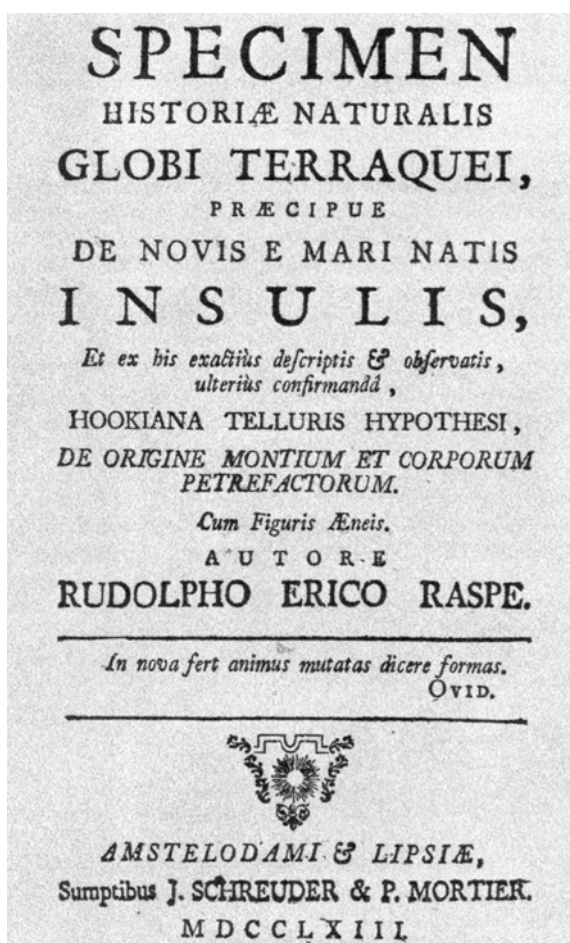 SPECIMEN
HISTORIÆ NATURALIS
GLOBI TERRAQUEI,
PRÆCIPUE
DE NOVIS E MARI NATIS
INSULIS,
Et ex his exactiùs deſcriptis & obſervatis,
ulteriùs confirmandâ,
HOOKIANA TELLURIS HYPOTHESI,
DE ORIGINE MONTIUM ET CORPORUM
PETREFACTORUM.
Cum Figuris Æneis.
AUTORE
RUDOLPHO ERICO RASPE.
In nova fert animus mutatas dicere formas.
OVID.
AMSTELODAMI & LIPSIÆ,
Sumptibus J. SCHREUDER & P. MORTIER.
MDCCLXIII.